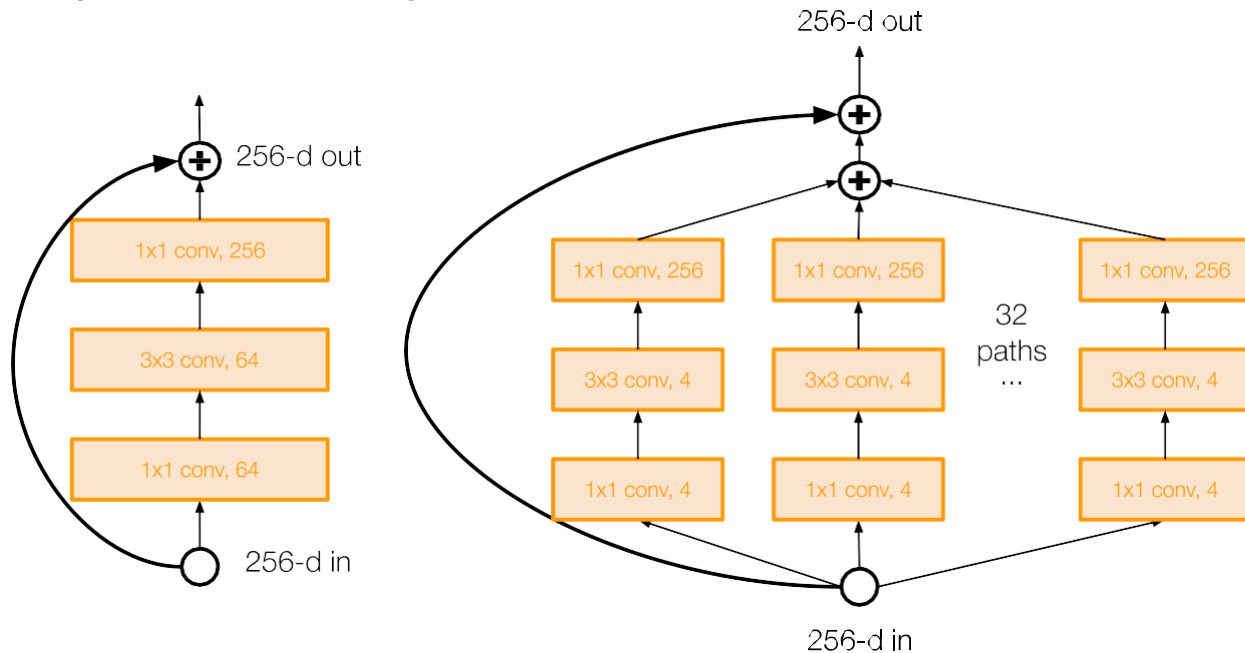 256-d out
1x1 conv, 256
3x3 conv, 64
1x1 conv, 64
256-d in
256-d out
1x1 conv, 256
1x1 conv, 256
1x1 conv, 256
32
paths
...
3x3 conv, 4
3x3 conv, 4
3x3 conv, 4
1x1 conv, 4
1x1 conv, 4
1x1 conv, 4
256-d in